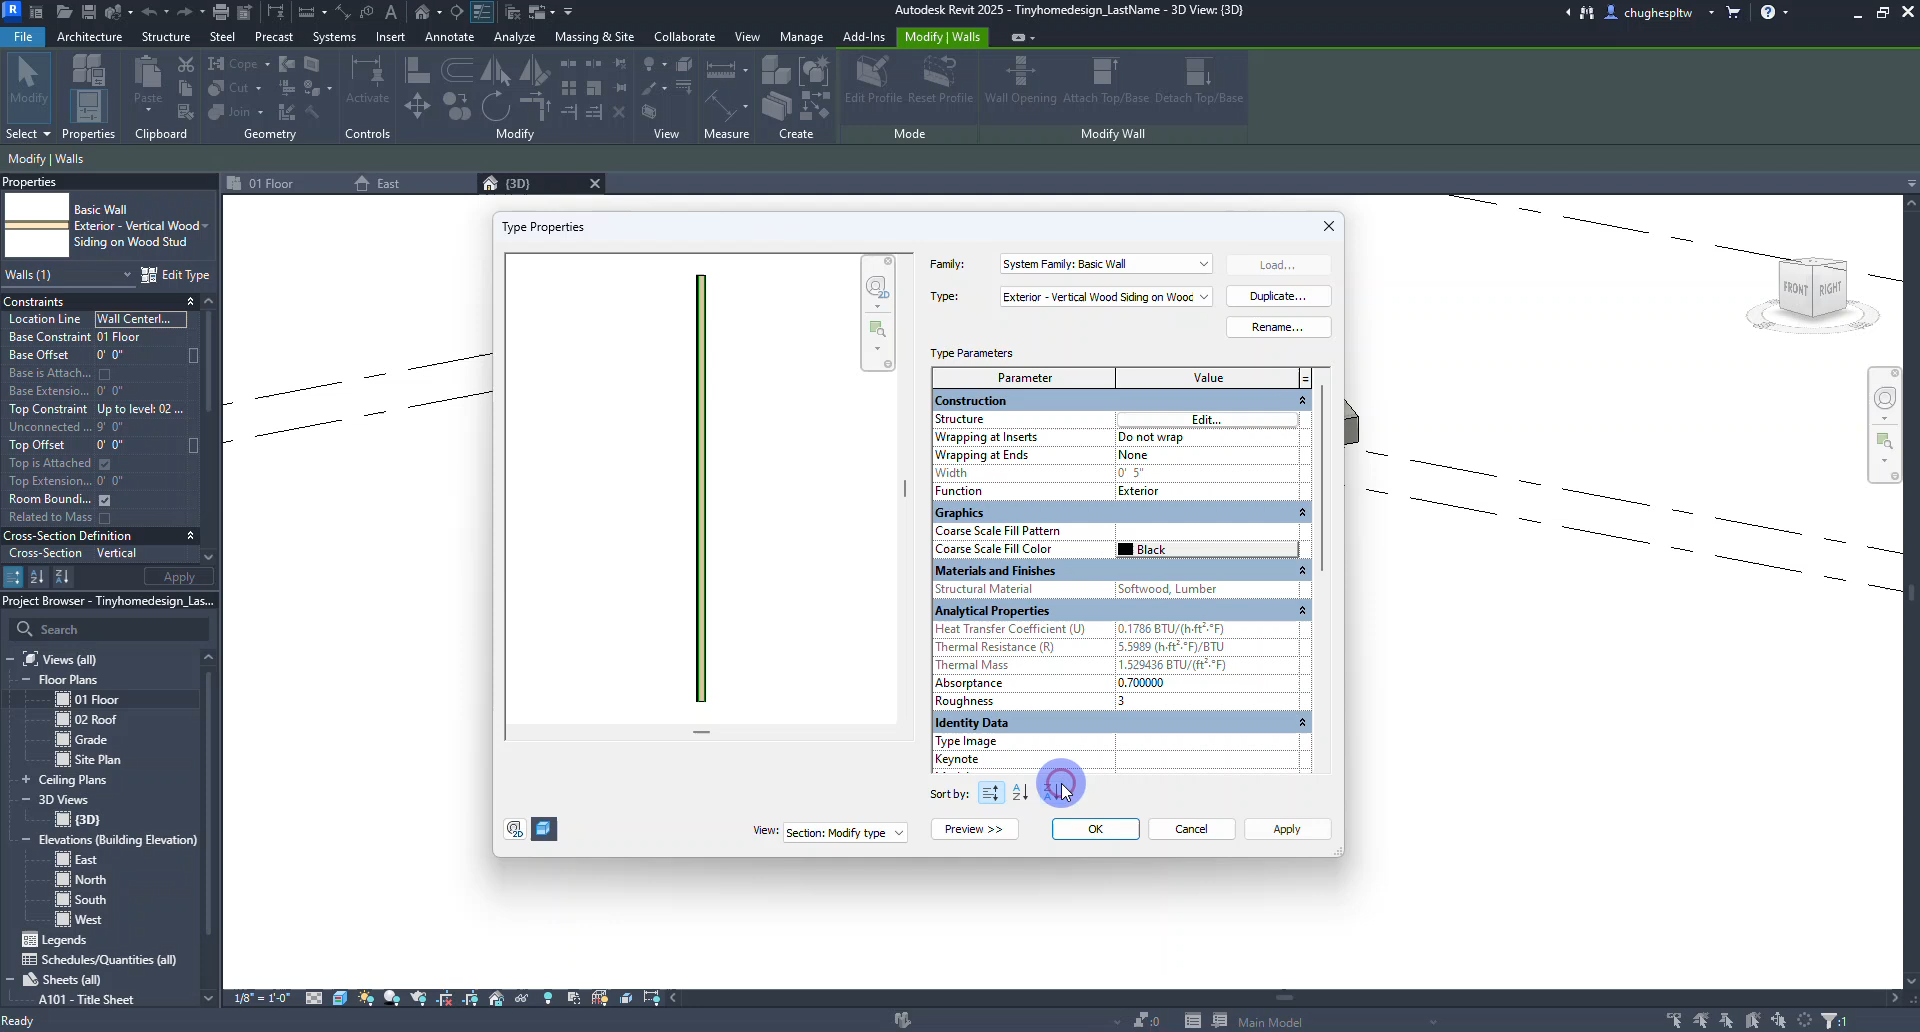 Autodesk Revit 2025 - Tinyhomedesign_LastName - 3D View: {3D}
chughespltw
File Architecture Structure Steel Precast Systems Insert Annotate Analyze Massing & Site Collaborate View Manage Add-Ins Modify | Walls
Modify Paste Cope Cut Join Activate Edit Profile Reset Profile Wall Opening Attach Top/Base Detach Top/Base
Select Properties Clipboard Geometry Controls Modify View Measure Create Mode Modify Wall
Modify | Walls
Properties
01 Floor East {3D}
Basic Wall
Exterior - Vertical Wood
Siding on Wood Stud
Walls (1) Edit Type
Constraints
Location Line Wall Centerl...
Base Constraint 01 Floor
Base Offset 0' 0"
Base is Attach...
Base Extensio... 0' 0"
Top Constraint Up to level: 02 ...
Unconnected ... 9' 0"
Top Offset 0' 0"
Top is Attached
Top Extension... 0' 0"
Room Boundi...
Related to Mass
Cross-Section Definition
Cross-Section Vertical
Apply
Project Browser - Tinyhomedesign_Las...
Search
Views (all)
Floor Plans
01 Floor
02 Roof
Grade
Site Plan
Ceiling Plans
3D Views
{3D}
Elevations (Building Elevation)
East
North
South
West
Legends
Schedules/Quantities (all)
Sheets (all)
A101 - Title Sheet
Type Properties
Family: System Family: Basic Wall Load...
Type: Exterior - Vertical Wood Siding on Wood Duplicate...
Rename...
Type Parameters
Parameter Value =
Construction
Structure Edit...
Wrapping at Inserts Do not wrap
Wrapping at Ends None
Width 0' 5"
Function Exterior
Graphics
Coarse Scale Fill Pattern
Coarse Scale Fill Color Black
Materials and Finishes
Structural Material Softwood, Lumber
Analytical Properties
Heat Transfer Coefficient (U) 0.1786 BTU/(h·ft²·°F)
Thermal Resistance (R) 5.5989 (h·ft²·°F)/BTU
Thermal Mass 1.529436 BTU/(ft²·°F)
Absorptance 0.700000
Roughness 3
Identity Data
Type Image
Keynote
Sort by:
View: Section: Modify type Preview >> OK Cancel Apply
FRONT RIGHT
1/8" = 1'-0"
Ready :0 Main Model :1